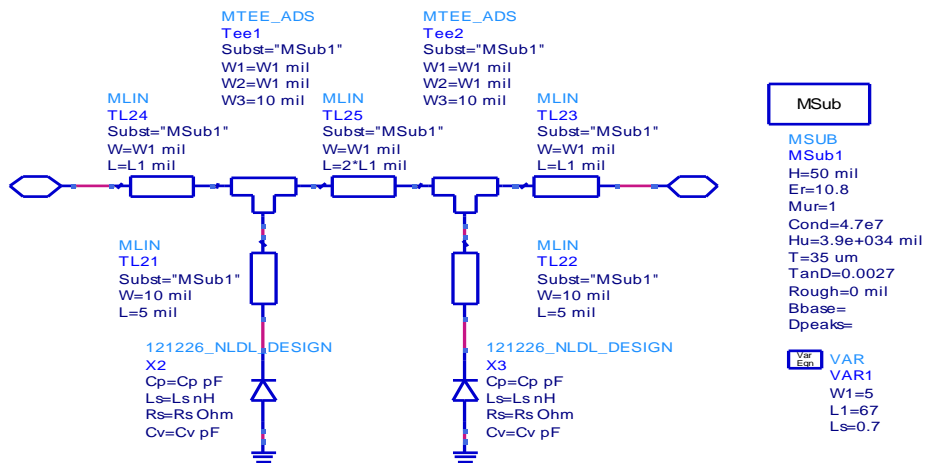 MTEE_ADS
Tee1
Subst="MSub1"
W1=W1 mil
W2=W1 mil
W3=10 mil
MTEE_ADS
Tee2
Subst="MSub1"
W1=W1 mil
W2=W1 mil
W3=10 mil
MLIN
TL24
Subst="MSub1"
W=W1 mil
L=L1 mil
MLIN
TL25
Subst="MSub1"
W=W1 mil
L=2*L1 mil
MLIN
TL23
Subst="MSub1"
W=W1 mil
L=L1 mil
MLIN
TL21
Subst="MSub1"
W=10 mil
L=5 mil
MLIN
TL22
Subst="MSub1"
W=10 mil
L=5 mil
121226_NLDL_DESIGN
X2
Cp=Cp pF
Ls=Ls nH
Rs=Rs Ohm
Cv=Cv pF
121226_NLDL_DESIGN
X3
Cp=Cp pF
Ls=Ls nH
Rs=Rs Ohm
Cv=Cv pF
MSub
MSUB
MSub1
H=50 mil
Er=10.8
Mur=1
Cond=4.7e7
Hu=3.9e+034 mil
T=35 um
TanD=0.0027
Rough=0 mil
Bbase=
Dpeaks=
Var
Eqn
VAR
VAR1
W1=5
L1=67
Ls=0.7